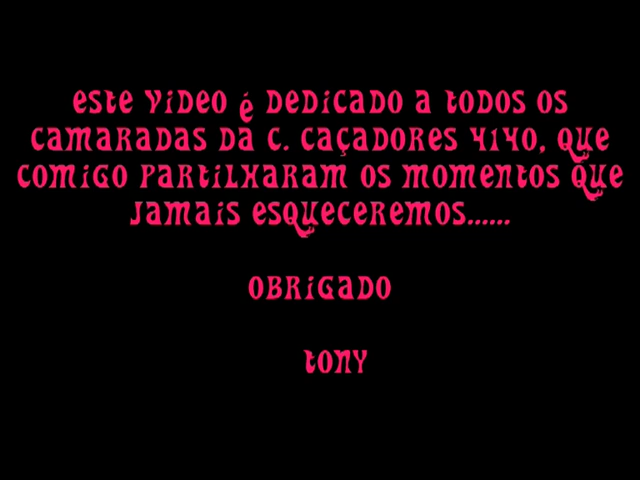 ESTE VIDEO É DEDICADO A TODOS OS
CAMARADAS DA C. CAÇADORES 4140, QUE
COMIGO PARTILHARAM OS MOMENTOS QUE
JAMAIS ESQUECEREMOS......
OBRIGADO
TONY